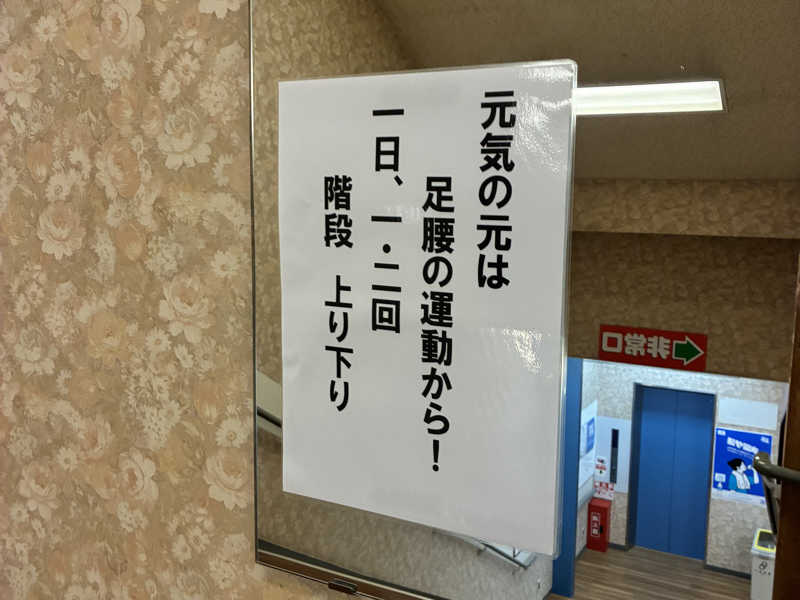 元気の元は
足腰の運動から！
一日、一・二回
階段　上り下り
非常口